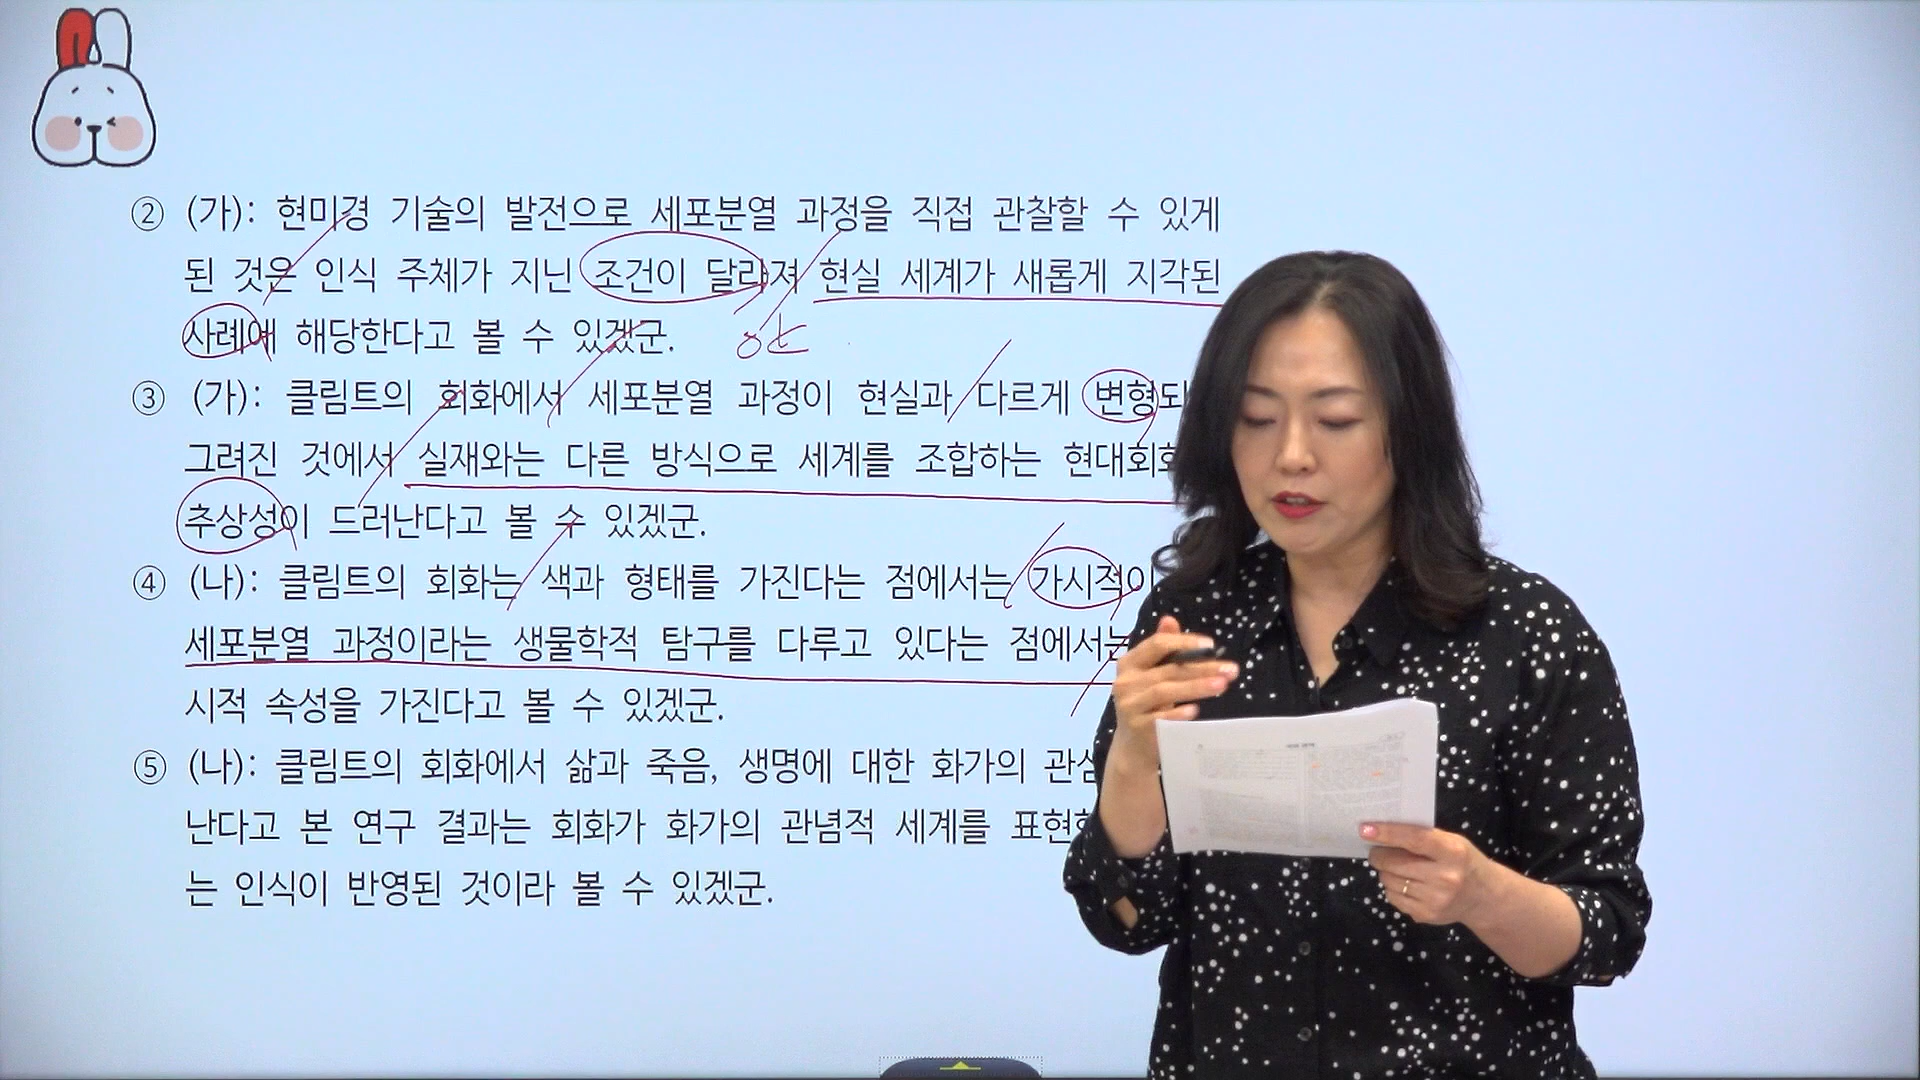 ② (가): 현미경 기술의 발전으로 세포분열 과정을 직접 관찰할 수 있게
된 것은 인식 주체가 지닌 조건이 달라져 현실 세계가 새롭게 지각된
사례에 해당한다고 볼 수 있겠군.
③ (가): 클림트의 회화에서 세포분열 과정이 현실과 다르게 변형되
그려진 것에서 실재와는 다른 방식으로 세계를 조합하는 현대회화
추상성이 드러난다고 볼 수 있겠군.
④ (나): 클림트의 회화는 색과 형태를 가진다는 점에서는 가시적이
세포분열 과정이라는 생물학적 탐구를 다루고 있다는 점에서는
시적 속성을 가진다고 볼 수 있겠군.
⑤ (나): 클림트의 회화에서 삶과 죽음, 생명에 대한 화가의 관심
난다고 본 연구 결과는 회화가 화가의 관념적 세계를 표현
는 인식이 반영된 것이라 볼 수 있겠군.